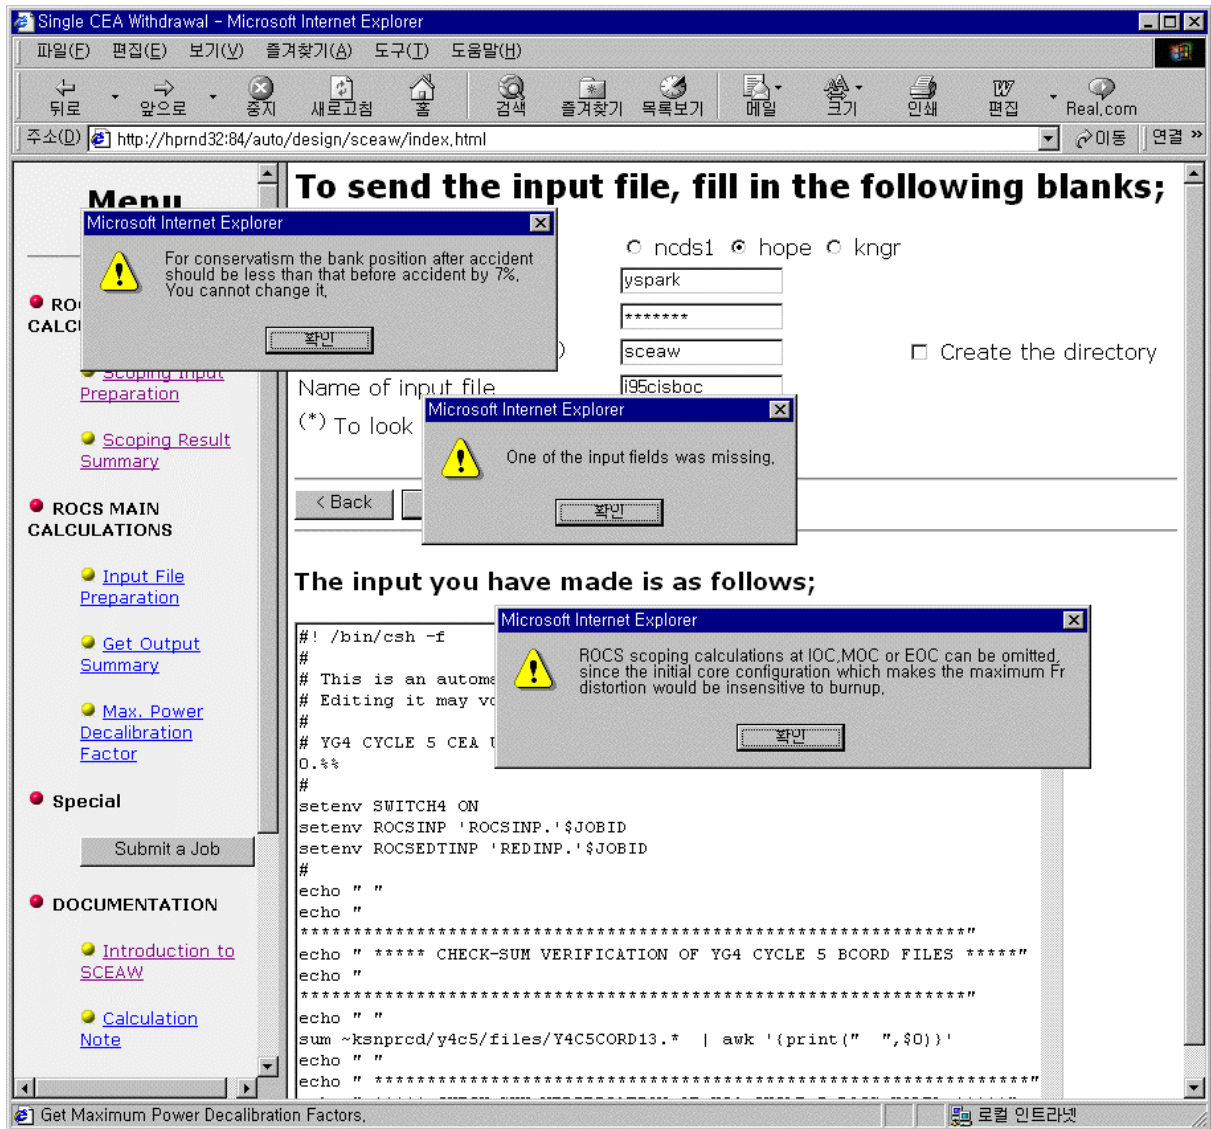 Single CEA Withdrawal - Microsoft Internet Explorer
파일(F) 편집(E) 보기(V) 즐겨찾기(A) 도구(T) 도움말(H)
뒤로 앞으로 중지 새로고침 홈 검색 즐겨찾기 목록보기 메일 크기 인쇄 편집 Real.com
주소(D) http://hprnd32:84/auto/design/sceaw/index.html 이동 연결 »
Menu
ROC
CALC
Scoping Input
Preparation
Scoping Result
Summary
ROCS MAIN
CALCULATIONS
Input File
Preparation
Get Output
Summary
Max. Power
Decalibration
Factor
Special
Submit a Job
DOCUMENTATION
Introduction to
SCEAW
Calculation
Note
To send the input file, fill in the following blanks;
ncds1 hope kngr
yspark
*******
) sceaw Create the directory
Name of input file i95cisboc
(*) To look
< Back
Microsoft Internet Explorer
For conservatism the bank position after accident
should be less than that before accident by 7%.
You cannot change it.
확인
Microsoft Internet Explorer
One of the input fields was missing.
확인
The input you have made is as follows;
Microsoft Internet Explorer
ROCS scoping calculations at IOC,MOC or EOC can be omitted,
since the initial core configuration which makes the maximum Fr
distortion would be insensitive to burnup.
확인
#! /bin/csh -f
#
# This is an automa
# Editing it may vo
#
# YG4 CYCLE 5 CEA
0.%%
#
setenv SWITCH4 ON
setenv ROCSINP 'ROCSINP.'$JOBID
setenv ROCSEDTINP 'REDINP.'$JOBID
#
echo " "
echo "
***************************************************************"
echo " ***** CHECK-SUM VERIFICATION OF YG4 CYCLE 5 BCORD FILES *****"
echo "
***************************************************************"
echo " "
sum ~ksnprcd/y4c5/files/Y4C5CORD13.* | awk '{print(" ",$0)}'
echo " "
echo " **************************************************************"
Get Maximum Power Decalibration Factors. 로컬 인트라넷